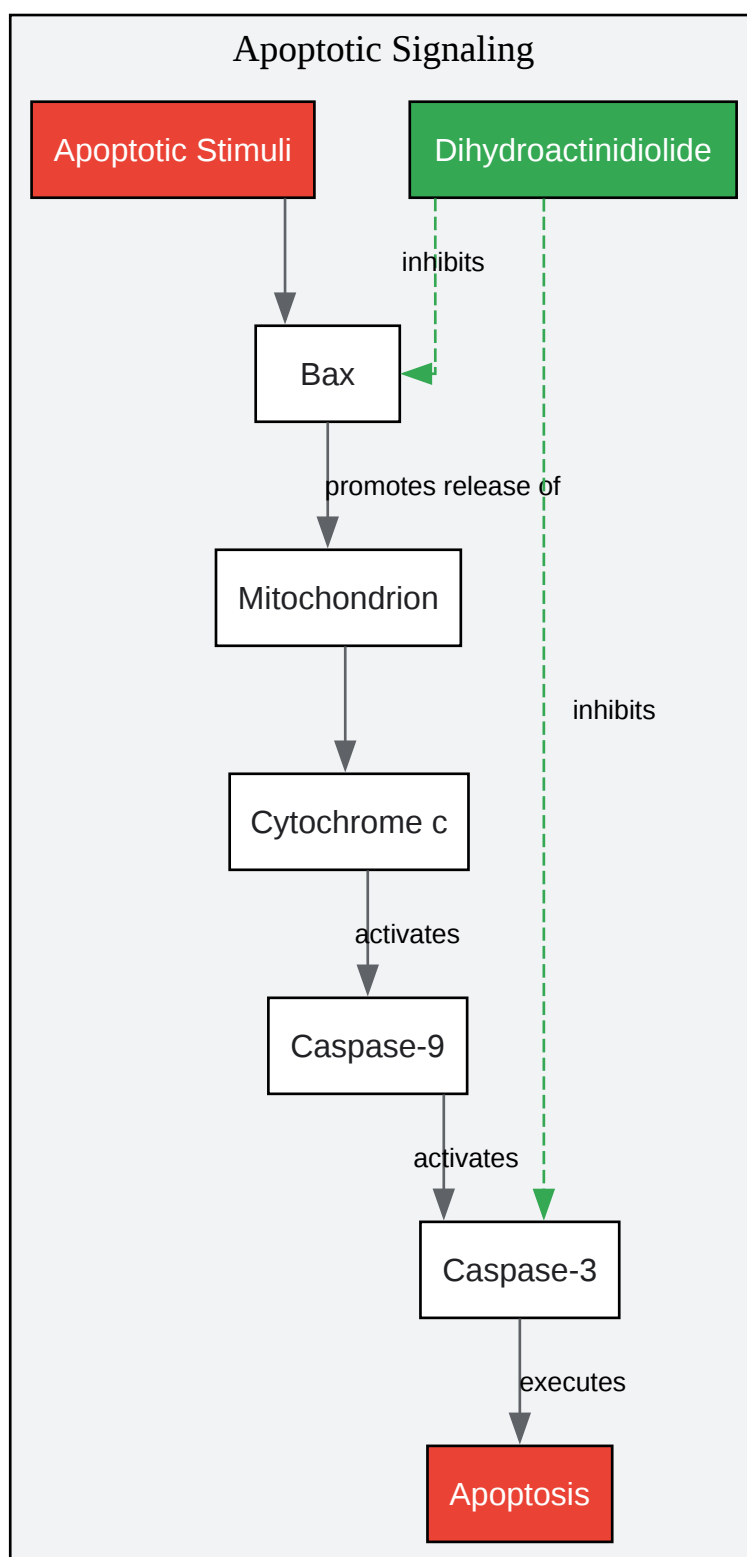 Apoptotic Signaling
Apoptotic Stimuli
Dihydroactinidiolide
inhibits
Bax
promotes release of
Mitochondrion
inhibits
Cytochrome c
activates
Caspase-9
activates
Caspase-3
executes
Apoptosis